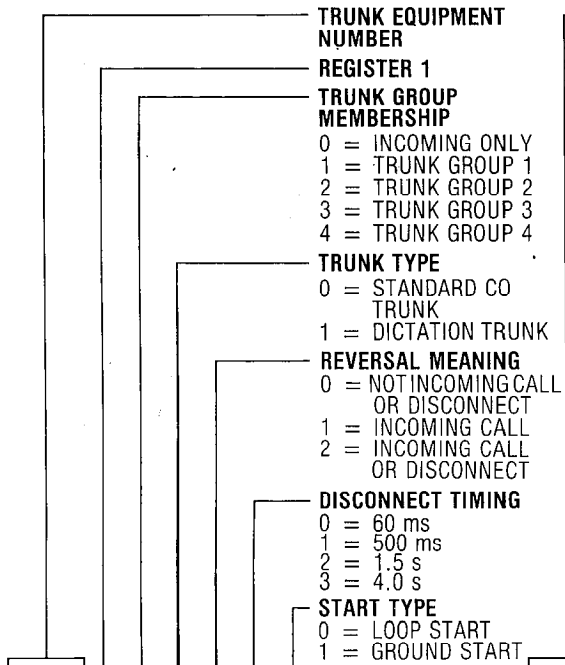 TRUNK EQUIPMENT
NUMBER
REGISTER 1
TRUNK GROUP
MEMBERSHIP
0 = INCOMING ONLY
1 = TRUNK GROUP 1
2 = TRUNK GROUP 2
3 = TRUNK GROUP 3
4 = TRUNK GROUP 4
TRUNK TYPE
0 = STANDARD CO
TRUNK
1 = DICTATION TRUNK
REVERSAL MEANING
0 = NOT INCOMING CALL
OR DISCONNECT
1 = INCOMING CALL
2 = INCOMING CALL
OR DISCONNECT
DISCONNECT TIMING
0 = 60 ms
1 = 500 ms
2 = 1.5 s
3 = 4.0 s
START TYPE
0 = LOOP START
1 = GROUND START